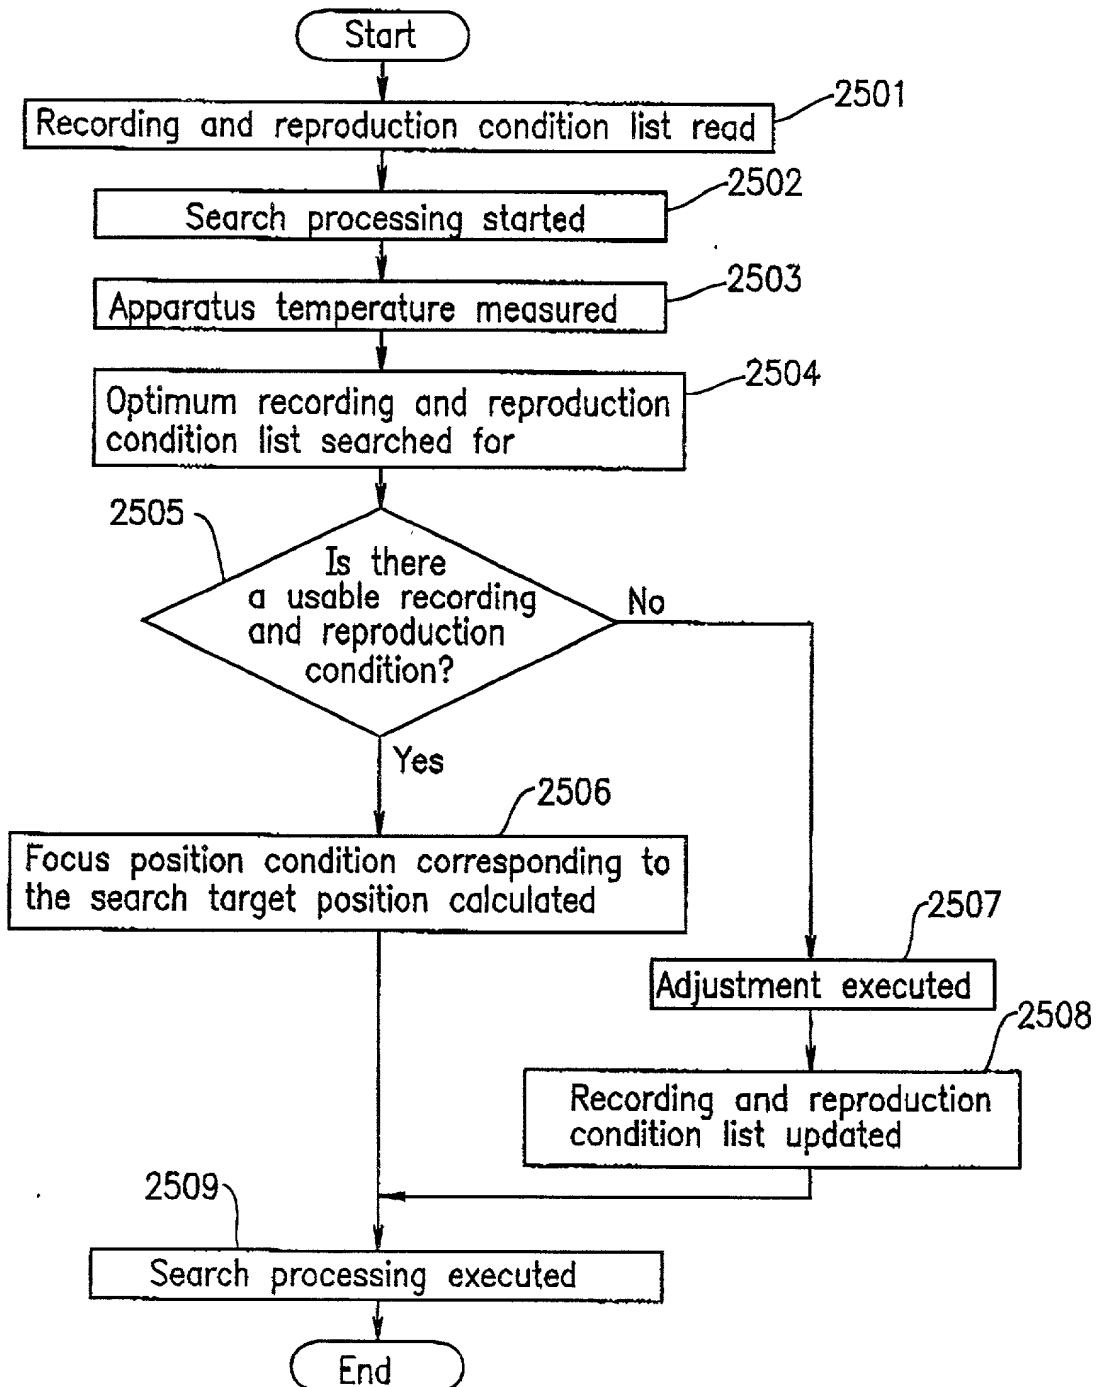 Start
2501
Recording and reproduction condition list read
2502
Search processing started
2503
Apparatus temperature measured
2504
Optimum recording and reproduction
condition list searched for
2505
Is there
a usable recording
and reproduction
condition?
No
Yes
2506
Focus position condition corresponding to
the search target position calculated
2507
Adjustment executed
2508
Recording and reproduction
condition list updated
2509
Search processing executed
End